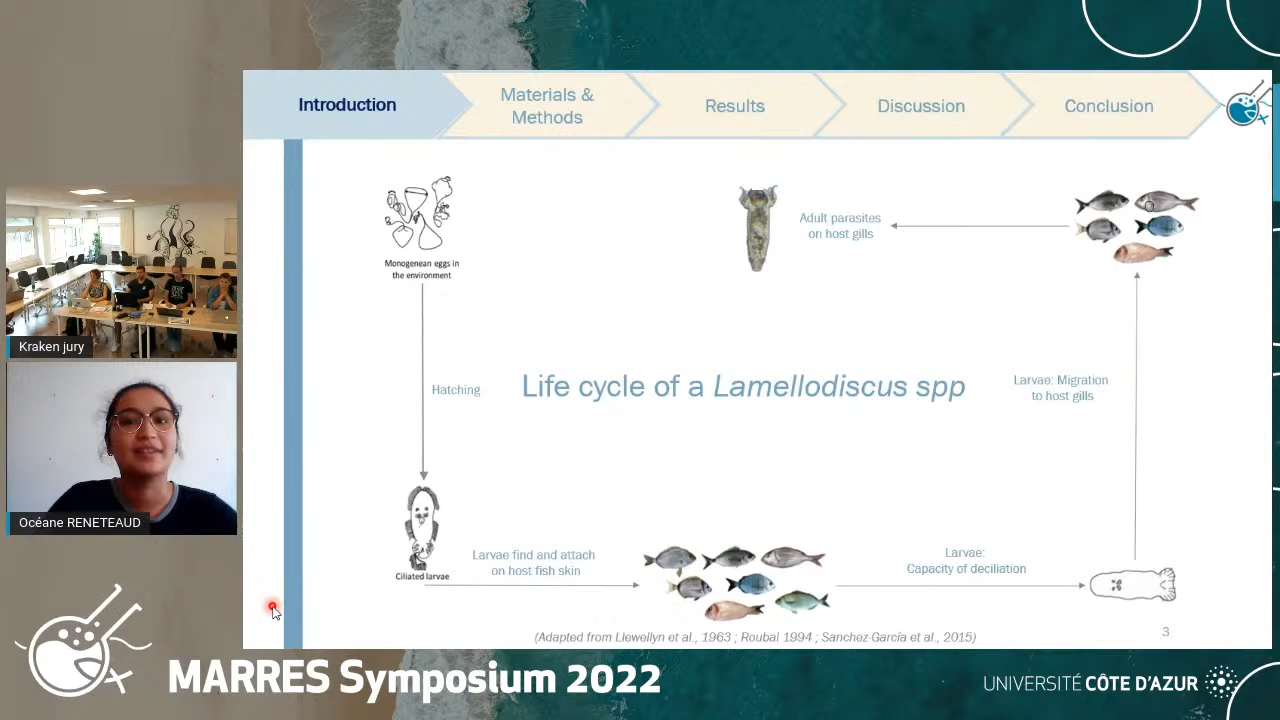 Introduction
Materials &
Methods
Results
Discussion
Conclusion
Monogenean eggs in
the environment
Adult parasites
on host gills
Hatching
Life cycle of a Lamellodiscus spp
Larvae: Migration
to host gills
Ciliated larvae
Larvae find and attach
on host fish skin
Larvae:
Capacity of deciliation
(Adapted from Llewellyn et al., 1963 ; Roubal 1994 ; Sanchez-García et al., 2015)
3
Kraken jury
Océane RENETEAUD
MARRES Symposium 2022
UNIVERSITÉ CÔTE D'AZUR